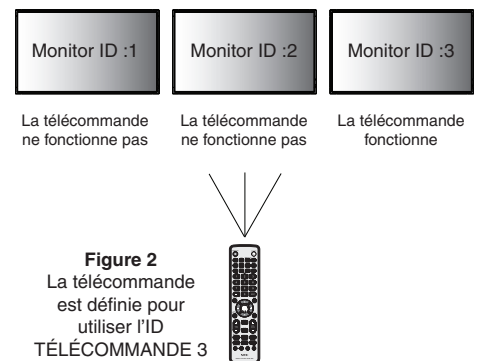 Monitor ID :1
Monitor ID :2
Monitor ID :3
La télécommande
ne fonctionne pas
La télécommande
ne fonctionne pas
La télécommande
fonctionne
Figure 2
La télécommande
est définie pour
utiliser l’ID
TÉLÉCOMMANDE 3